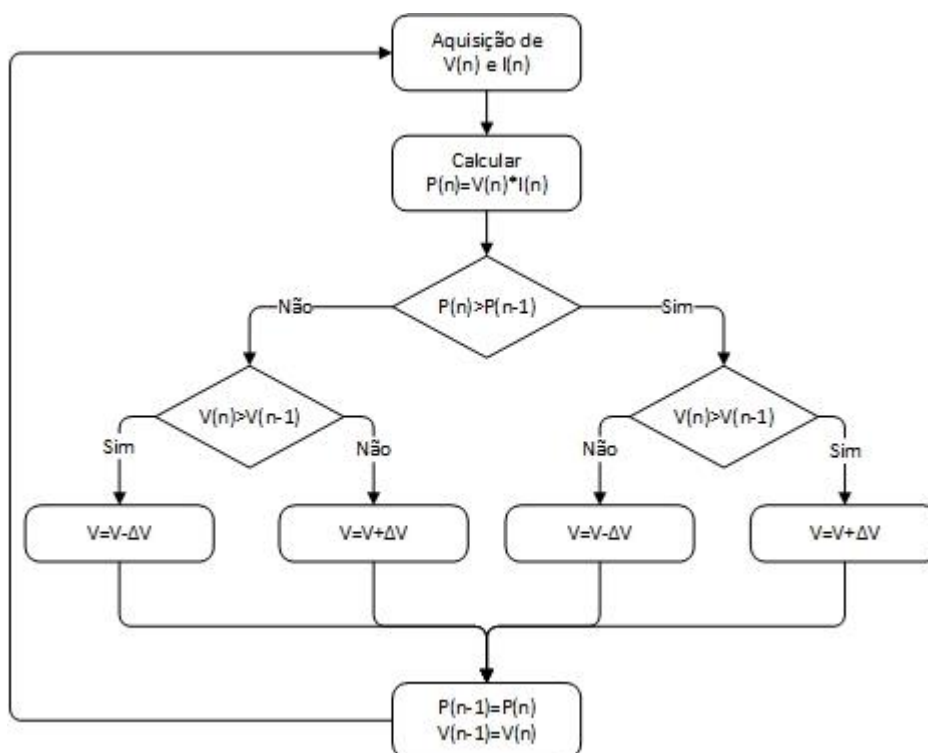 Aquisição de
V(n) e I(n)
Calcular
P(n)=V(n)*I(n)
P(n)>P(n-1)
Não
Sim
V(n)>V(n-1)
V(n)>V(n-1)
Sim
Não
Não
Sim
V=V-ΔV
V=V+ΔV
V=V-ΔV
V=V+ΔV
P(n-1)=P(n)
V(n-1)=V(n)